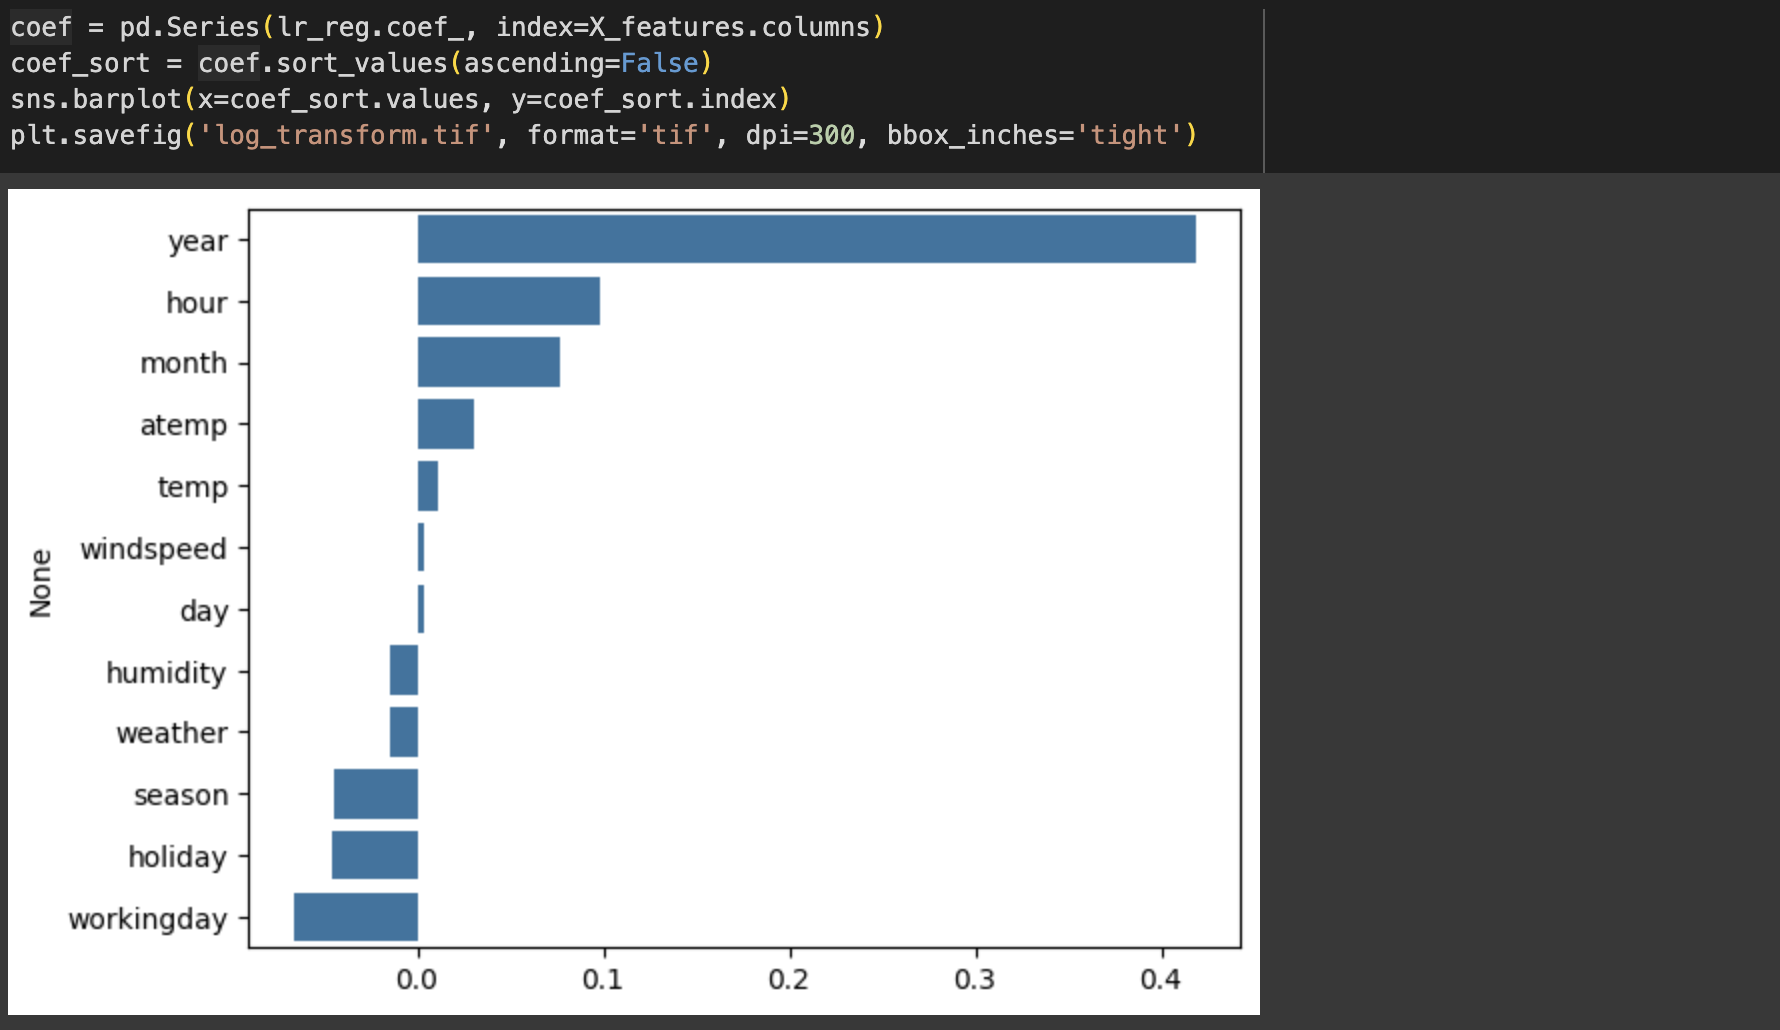 coef = pd.Series(lr_reg.coef_, index=X_features.columns)
coef_sort = coef.sort_values(ascending=False)
sns.barplot(x=coef_sort.values, y=coef_sort.index)
plt.savefig('log_transform.tif', format='tif', dpi=300, bbox_inches='tight')
year
hour
month
atemp
temp
windspeed
day
humidity
weather
season
holiday
workingday
None
0.0 0.1 0.2 0.3 0.4